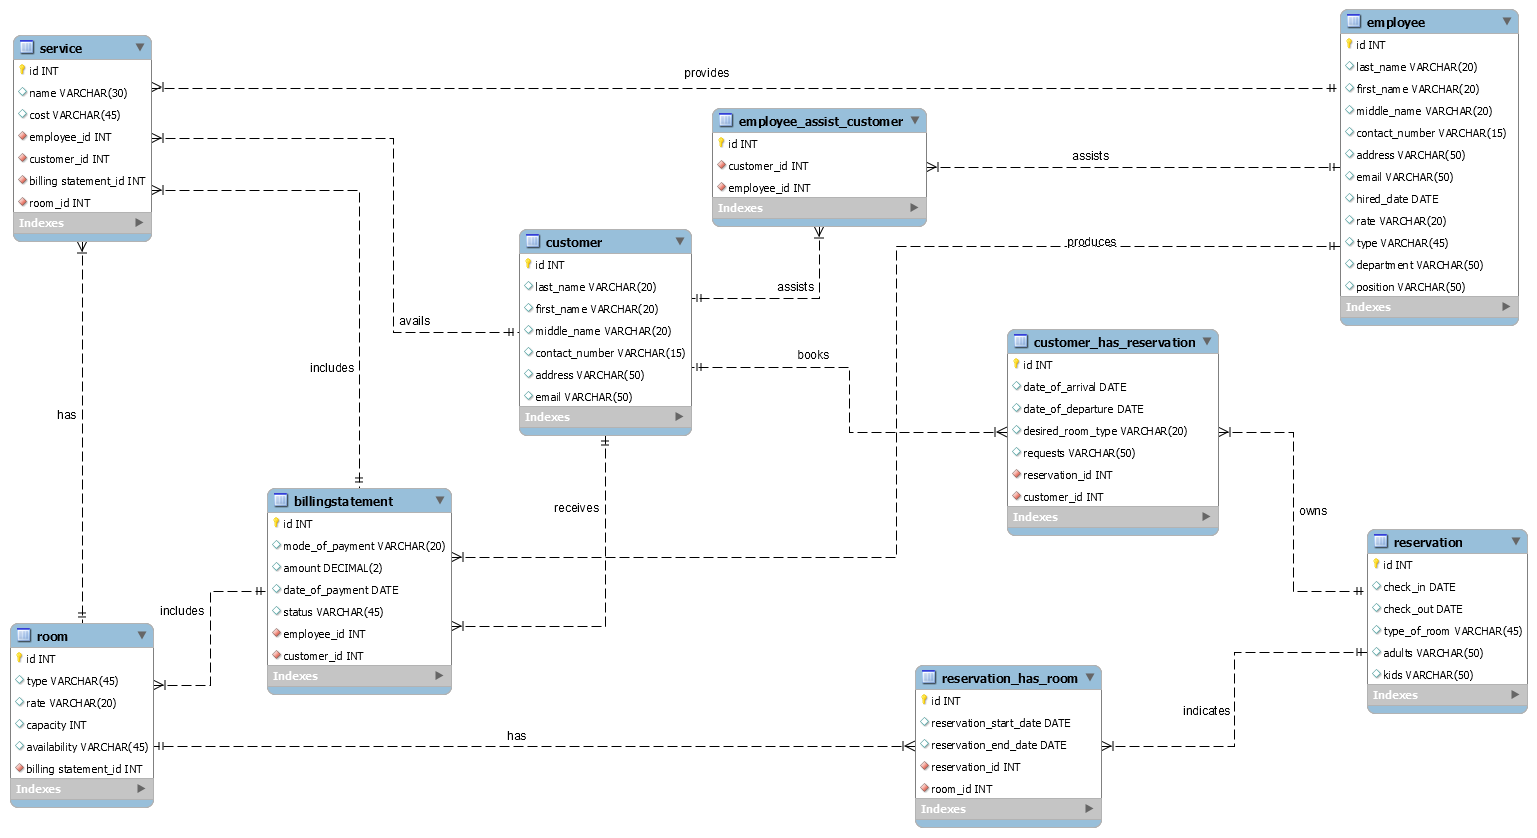 service
id INT
name VARCHAR(30)
cost VARCHAR(45)
employee_id INT
customer_id INT
billing statement_id INT
room_id INT
Indexes
provides
employee
id INT
last_name VARCHAR(20)
first_name VARCHAR(20)
middle_name VARCHAR(20)
contact_number VARCHAR(15)
address VARCHAR(50)
email VARCHAR(50)
hired_date DATE
rate VARCHAR(20)
type VARCHAR(45)
department VARCHAR(50)
position VARCHAR(50)
Indexes
employee_assist_customer
id INT
customer_id INT
employee_id INT
Indexes
assists
produces
customer
id INT
last_name VARCHAR(20)
first_name VARCHAR(20)
middle_name VARCHAR(20)
contact_number VARCHAR(15)
address VARCHAR(50)
email VARCHAR(50)
Indexes
assists
avails
books
includes
has
customer_has_reservation
id INT
date_of_arrival DATE
date_of_departure DATE
desired_room_type VARCHAR(20)
requests VARCHAR(50)
reservation_id INT
customer_id INT
Indexes
billingstatement
id INT
mode_of_payment VARCHAR(20)
amount DECIMAL(2)
date_of_payment DATE
status VARCHAR(45)
employee_id INT
customer_id INT
Indexes
receives
owns
includes
reservation
id INT
check_in DATE
check_out DATE
type_of_room VARCHAR(45)
adults VARCHAR(50)
kids VARCHAR(50)
Indexes
room
id INT
type VARCHAR(45)
rate VARCHAR(20)
capacity INT
availability VARCHAR(45)
billing statement_id INT
Indexes
has
reservation_has_room
id INT
reservation_start_date DATE
reservation_end_date DATE
reservation_id INT
room_id INT
Indexes
indicates